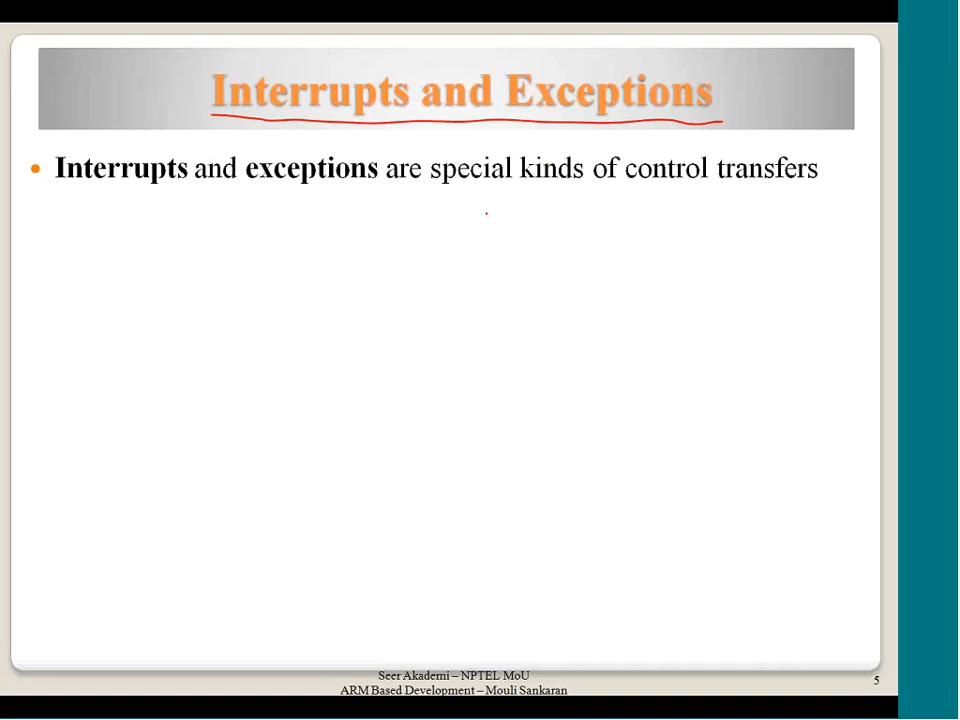 Interrupts and Exceptions
• Interrupts and exceptions are special kinds of control transfers
Seer Akademi – NPTEL MoU
ARM Based Development – Mouli Sankaran
5